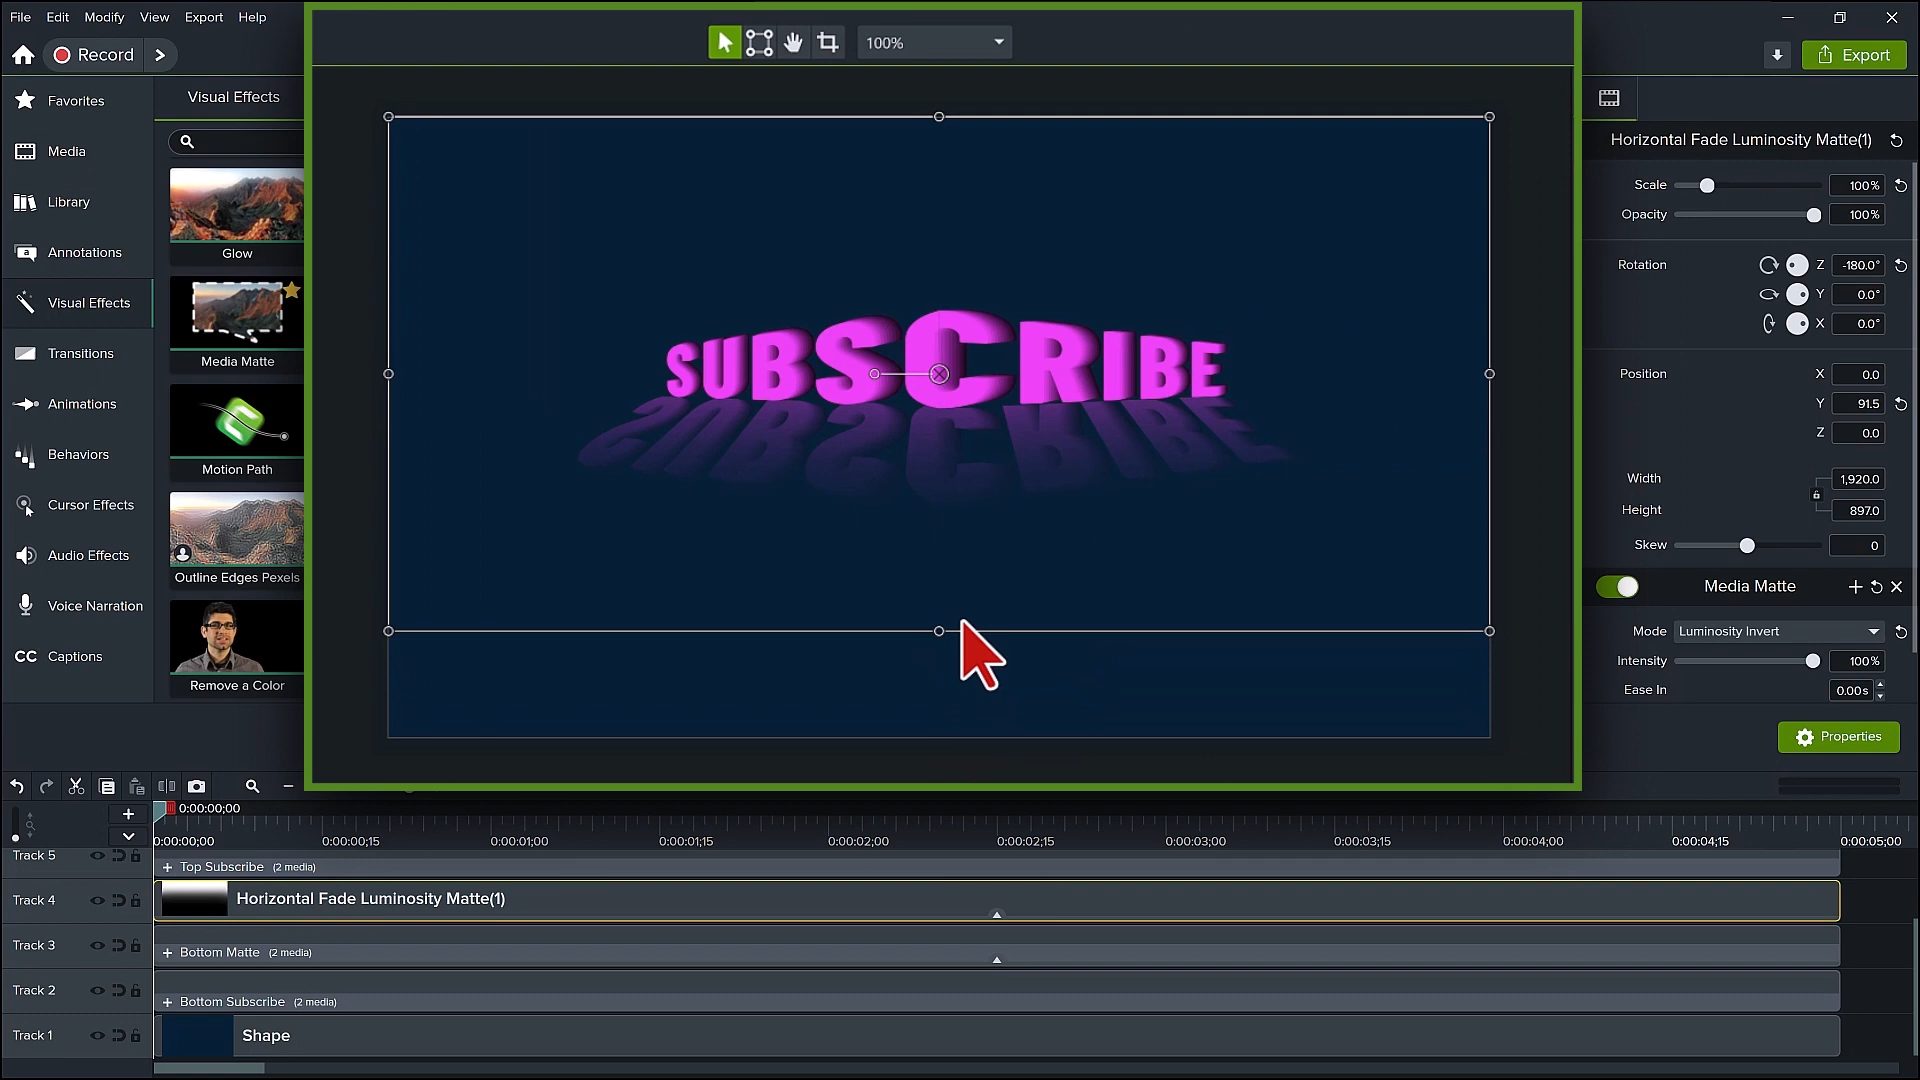 File Edit Modify View Export Help
Record
100%
Export
Favorites
Media
Library
Annotations
Visual Effects
Transitions
Animations
Behaviors
Cursor Effects
Audio Effects
Voice Narration
CC Captions
Visual Effects
Glow
Media Matte
Motion Path
Outline Edges Pexels
Remove a Color
SUBSCRIBE
SUBSCRIBE
Horizontal Fade Luminosity Matte(1)
Scale 100%
Opacity 100%
Rotation Z -180.0°
Y 0.0°
X 0.0°
Position X 0.0
Y 91.5
Z 0.0
Width 1,920.0
Height 897.0
Skew 0
Media Matte
Mode Luminosity Invert
Intensity 100%
Ease In 0.00s
Properties
0:00:00;00
0:00:00;00 0:00:00;15 0:00:01;00 0:00:01;15 0:00:02;00 0:00:02;15 0:00:03;00 0:00:03;15 0:00:04;00 0:00:04;15 0:00:05;00
Track 5 + Top Subscribe (2 media)
Track 4 Horizontal Fade Luminosity Matte(1)
Track 3 + Bottom Matte (2 media)
Track 2 + Bottom Subscribe (2 media)
Track 1 Shape